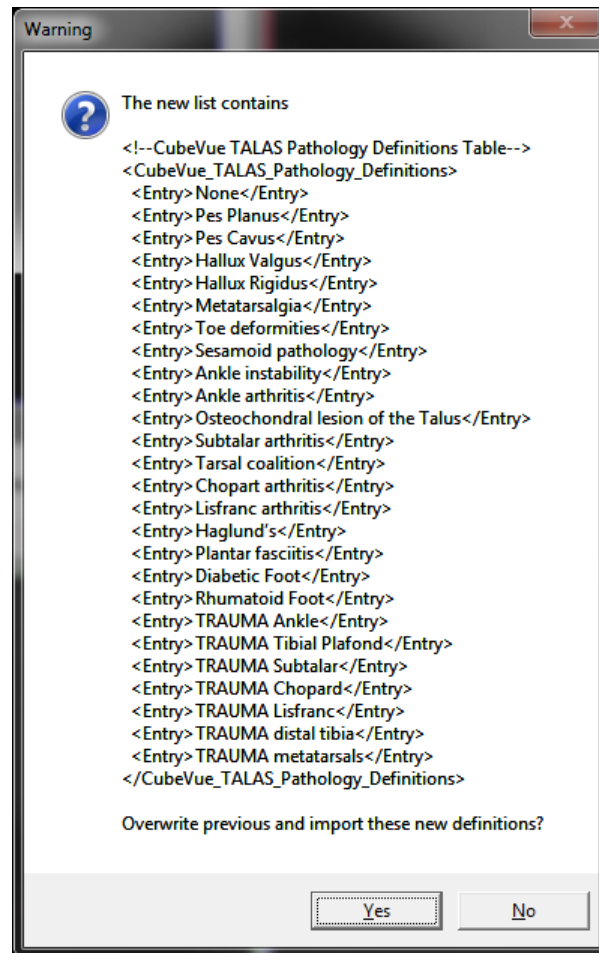 Warning
The new list contains
<!--CubeVue TALAS Pathology Definitions Table-->
<CubeVue_TALAS_Pathology_Definitions>
<Entry>None</Entry>
<Entry>Pes Planus</Entry>
<Entry>Pes Cavus</Entry>
<Entry>Hallux Valgus</Entry>
<Entry>Hallux Rigidus</Entry>
<Entry>Metatarsalgia</Entry>
<Entry>Toe deformities</Entry>
<Entry>Sesamoid pathology</Entry>
<Entry>Ankle instability</Entry>
<Entry>Ankle arthritis</Entry>
<Entry>Osteochondral lesion of the Talus</Entry>
<Entry>Subtalar arthritis</Entry>
<Entry>Tarsal coalition</Entry>
<Entry>Chopart arthritis</Entry>
<Entry>Lisfranc arthritis</Entry>
<Entry>Haglund's</Entry>
<Entry>Plantar fasciitis</Entry>
<Entry>Diabetic Foot</Entry>
<Entry>Rhumatoid Foot</Entry>
<Entry>TRAUMA Ankle</Entry>
<Entry>TRAUMA Tibial Plafond</Entry>
<Entry>TRAUMA Subtalar</Entry>
<Entry>TRAUMA Chopard</Entry>
<Entry>TRAUMA Lisfranc</Entry>
<Entry>TRAUMA distal tibia</Entry>
<Entry>TRAUMA metatarsals</Entry>
</CubeVue_TALAS_Pathology_Definitions>
Overwrite previous and import these new definitions?
Yes No